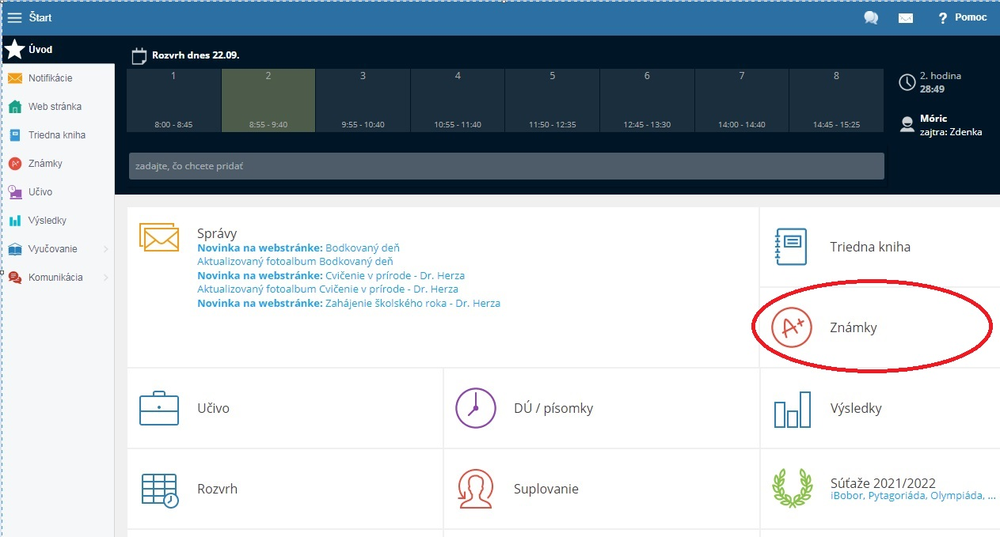 Štart
? Pomoc
Úvod
Notifikácie
Web stránka
Triedna kniha
Známky
Učivo
Výsledky
Vyučovanie
Komunikácia
Rozvrh dnes 22.09.
1 2 3 4 5 6 7 8
8:00 - 8:45 8:55 - 9:40 9:55 - 10:40 10:55 - 11:40 11:50 - 12:35 12:45 - 13:30 14:00 - 14:40 14:45 - 15:25
2. hodina
28:49
Móric
zajtra: Zdenka
zadajte, čo chcete pridať
Správy
Novinka na webstránke: Bodkovaný deň
Aktualizovaný fotoalbum Bodkovaný deň
Novinka na webstránke: Cvičenie v prírode - Dr. Herza
Aktualizovaný fotoalbum Cvičenie v prírode - Dr. Herza
Novinka na webstránke: Zahájenie školského roka - Dr. Herza
Triedna kniha
A+ Známky
Učivo
DÚ / písomky
Výsledky
Rozvrh
Suplovanie
Súťaže 2021/2022
iBobor, Pytagoriáda, Olympiáda, ...